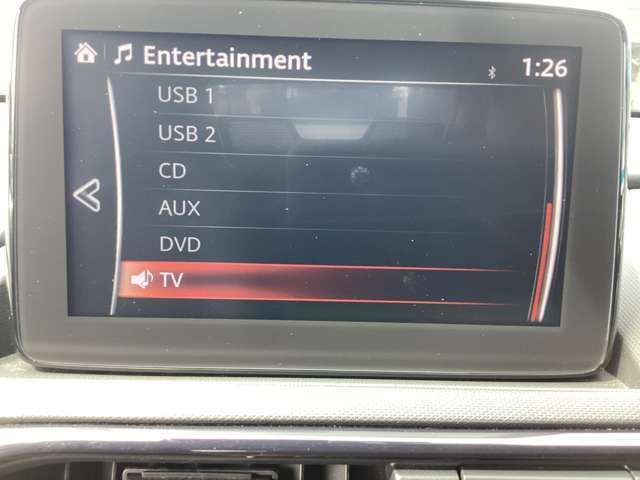 Entertainment
1:26
USB 1
USB 2
CD
AUX
DVD
TV